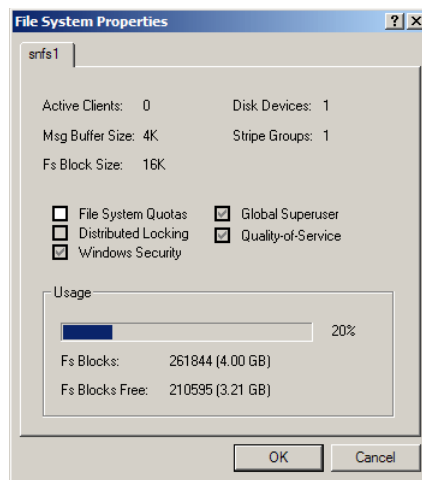 File System Properties
snfs1
Active Clients: 0 Disk Devices: 1
Msg Buffer Size: 4K Stripe Groups: 1
Fs Block Size: 16K
File System Quotas Global Superuser
Distributed Locking Quality-of-Service
Windows Security
Usage
20%
Fs Blocks: 261844 (4.00 GB)
Fs Blocks Free: 210595 (3.21 GB)
OK Cancel